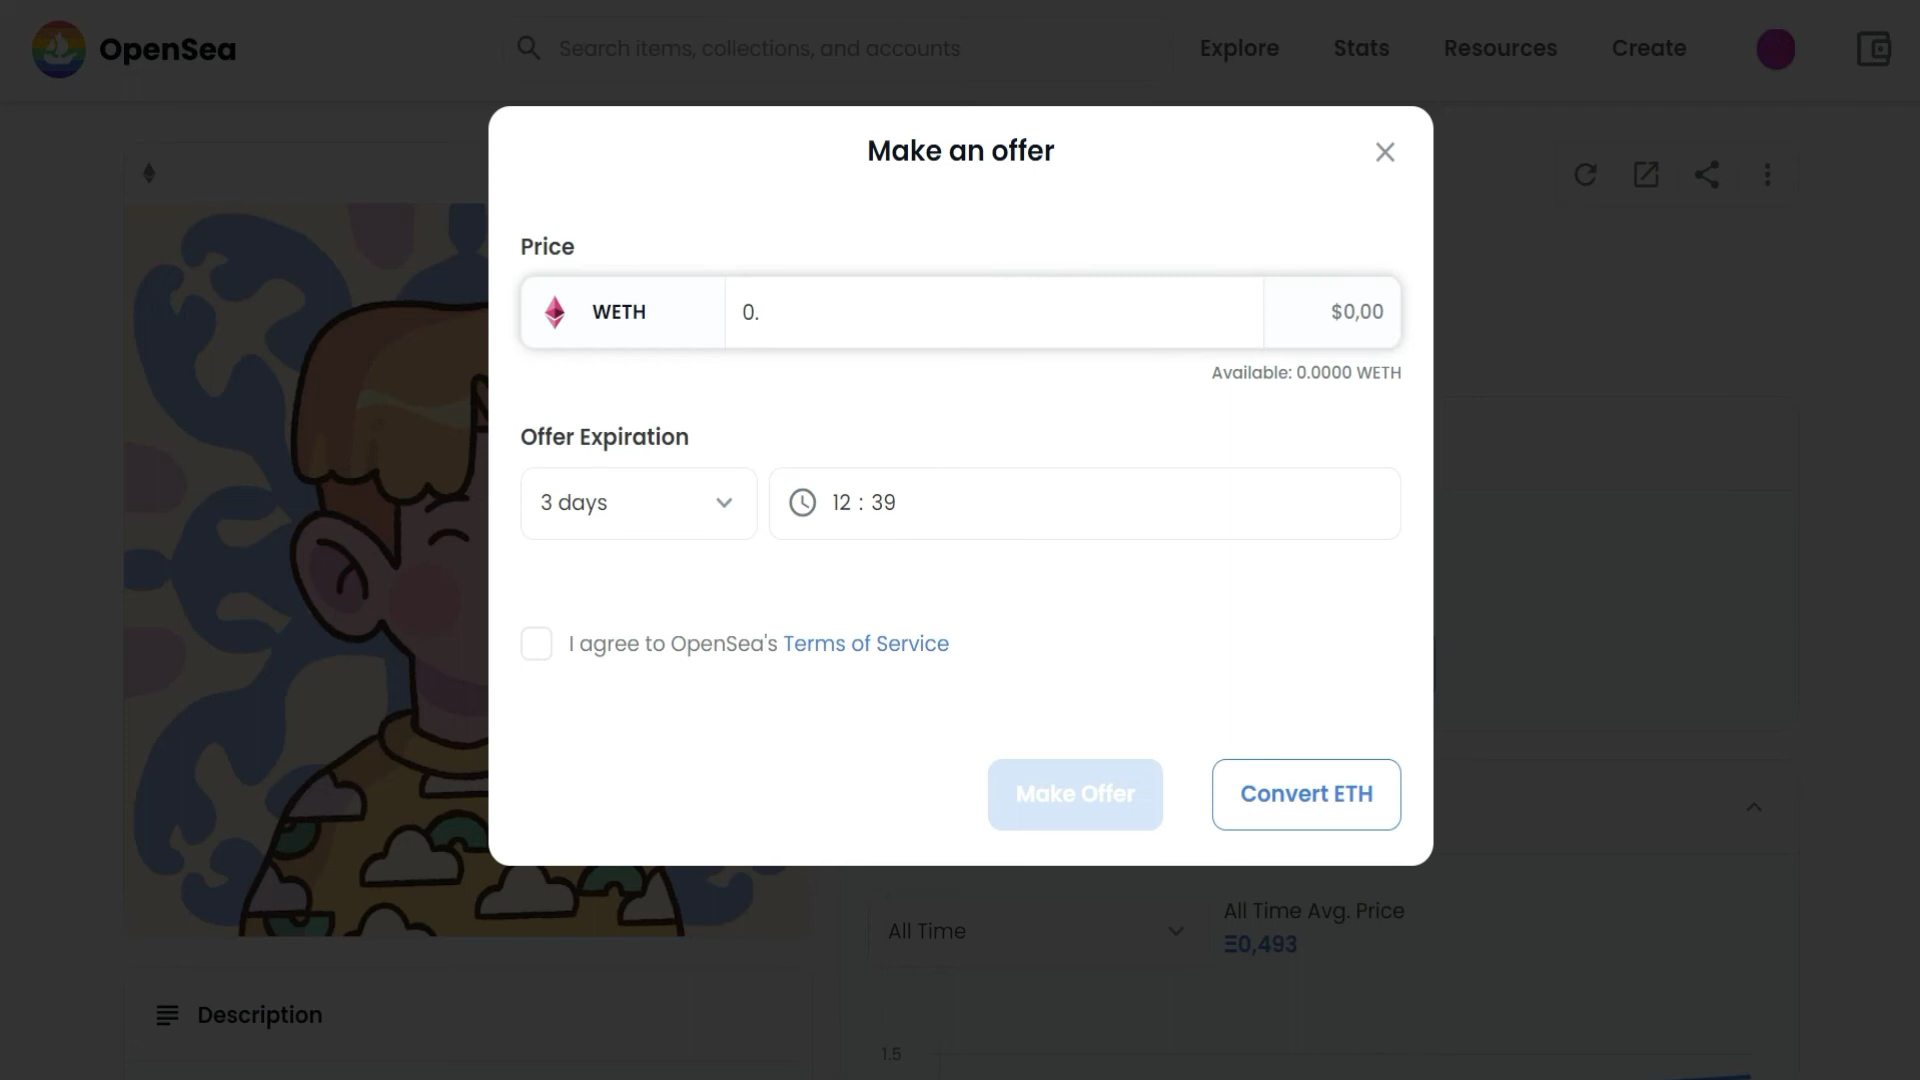 OpenSea
Search items, collections, and accounts
Explore
Stats
Resources
Create
Make an offer
Price
WETH
0.
$0,00
Available: 0.0000 WETH
Offer Expiration
3 days
12 : 39
I agree to OpenSea's Terms of Service
Make Offer
Convert ETH
All Time
All Time Avg. Price
Ξ0,493
Description
1.5